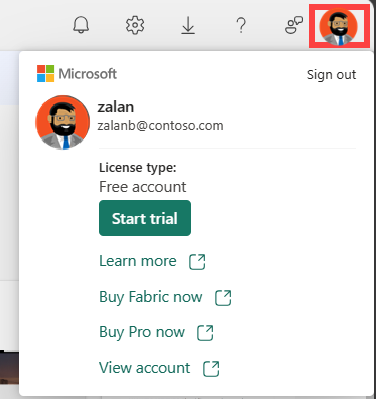 ?
Microsoft
Sign out
zalan
zalanb@contoso.com
License type:
Free account
Start trial
Learn more
Buy Fabric now
Buy Pro now
View account